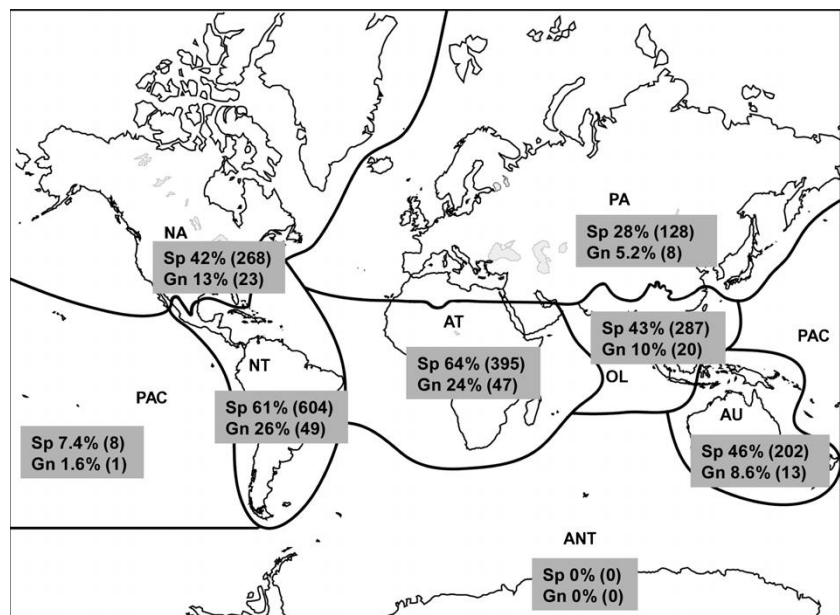 PA
Sp 28% (128)
Gn 5.2% (8)
NA
Sp 42% (268)
Gn 13% (23)
AT
Sp 64% (395)
Gn 24% (47)
Sp 43% (287)
Gn 10% (20)
OL
PAC
NT
Sp 61% (604)
Gn 26% (49)
PAC
Sp 7.4% (8)
Gn 1.6% (1)
AU
Sp 46% (202)
Gn 8.6% (13)
ANT
Sp 0% (0)
Gn 0% (0)